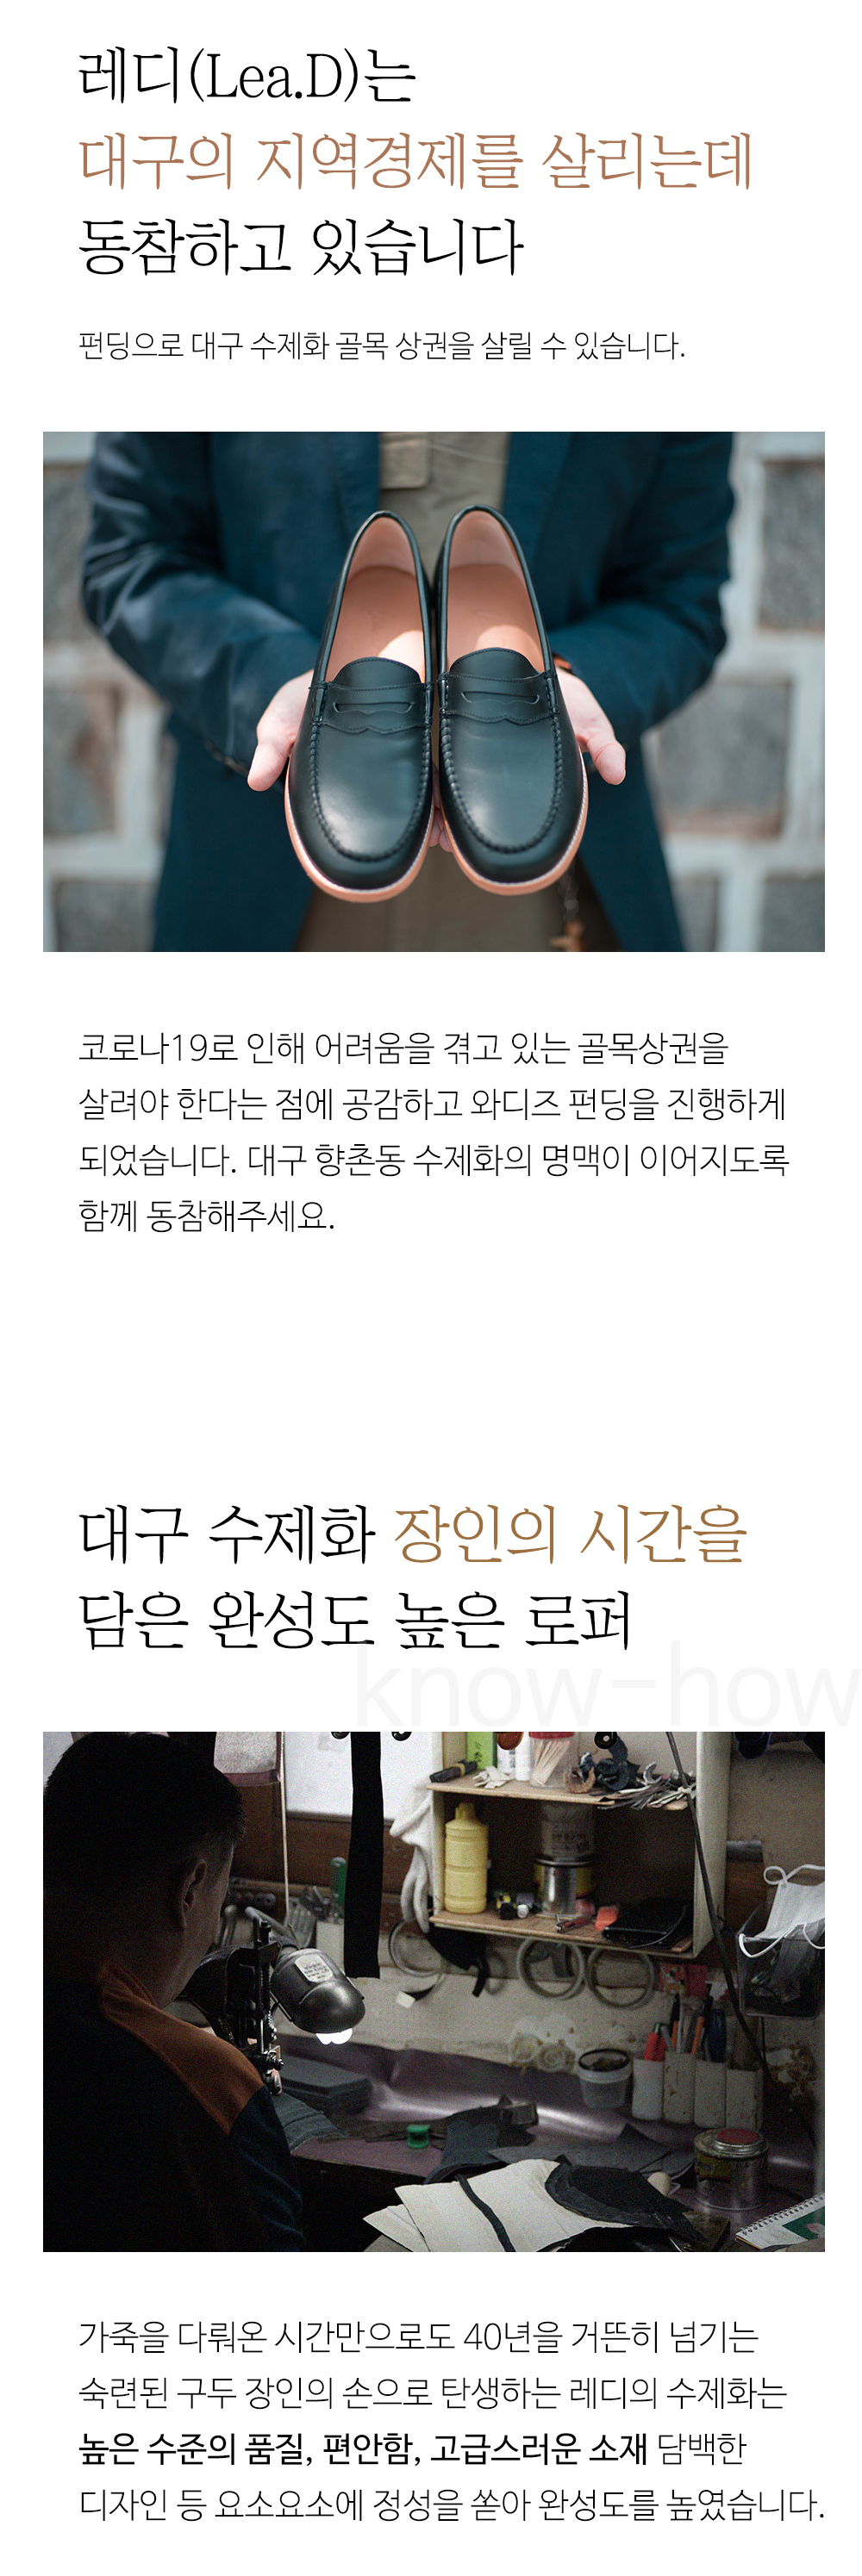 레디(Lea.D)는
대구의 지역경제를 살리는데
동참하고 있습니다
펀딩으로 대구 수제화 골목 상권을 살릴 수 있습니다.
코로나19로 인해 어려움을 겪고 있는 골목상권을
살려야 한다는 점에 공감하고 와디즈 펀딩을 진행하게
되었습니다. 대구 향촌동 수제화의 명맥이 이어지도록
함께 동참해주세요.
대구 수제화 장인의 시간을
담은 완성도 높은 로퍼
know-how
가죽을 다뤄온 시간만으로도 40년을 거뜬히 넘기는
숙련된 구두 장인의 손으로 탄생하는 레디의 수제화는
높은 수준의 품질, 편안함, 고급스러운 소재 담백한
디자인 등 요소요소에 정성을 쏟아 완성도를 높였습니다.